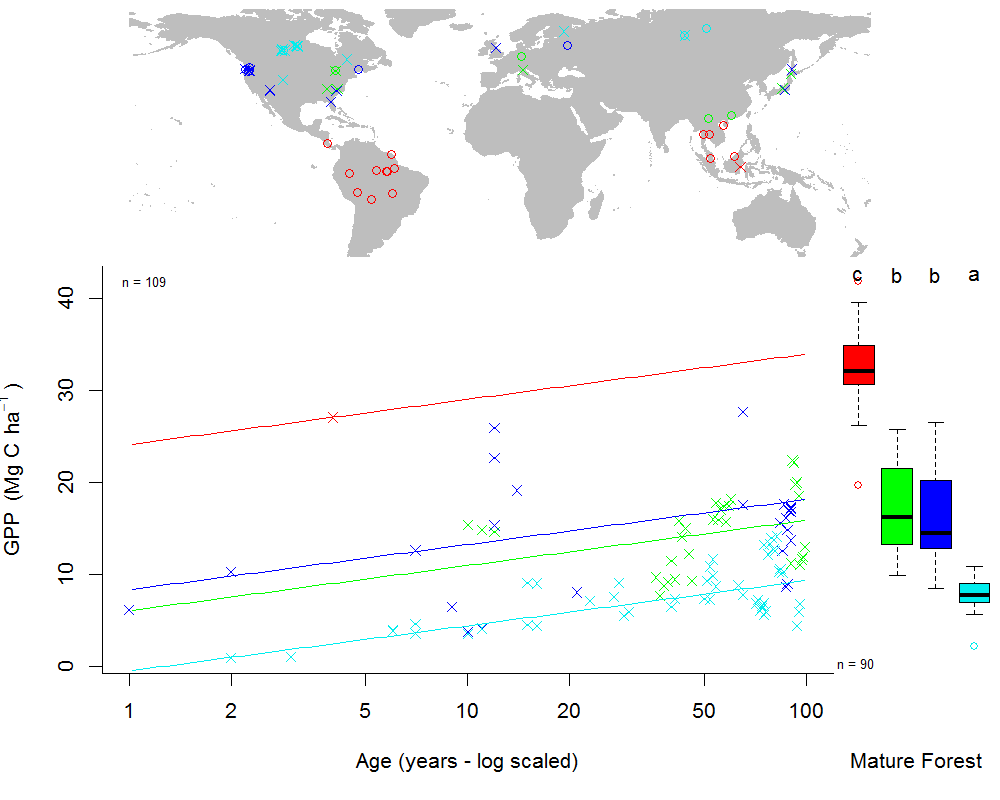 n = 109
c b b a
GPP (Mg C ha⁻¹ )
40
30
20
10
0
n = 90
1 2 5 10 20 50 100
Age (years - log scaled)
Mature Forest